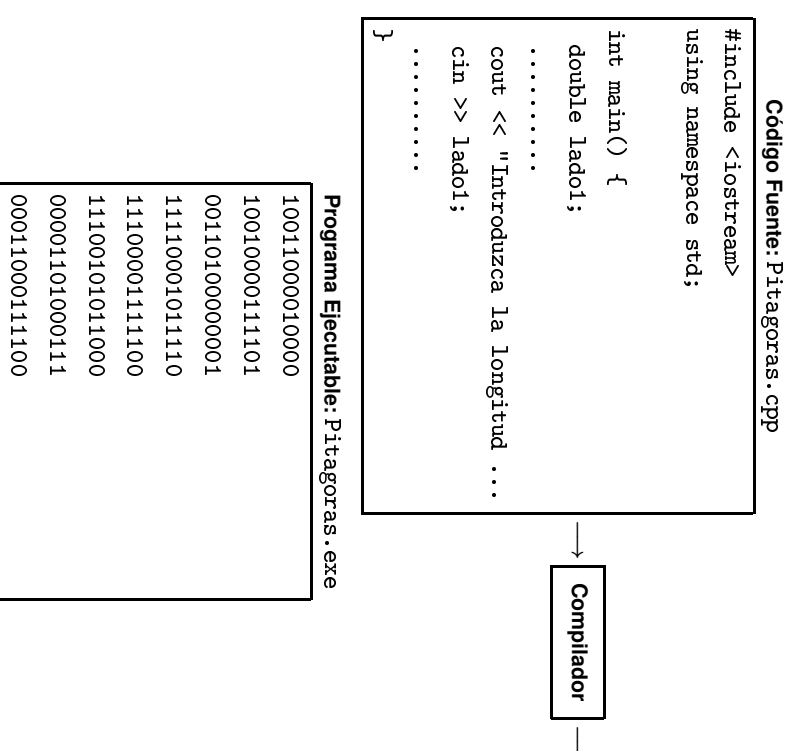 Código Fuente: Pitagoras.cpp
#include <iostream>
using namespace std;
int main() {
double lado1;
..........
cout << "Introduzca la longitud ...
cin >> lado1;
..........
}
Compilador
Programa Ejecutable: Pitagoras.exe
10011000010000
10010000111101
00110100000001
11110001011110
11100001111100
11100101011000
00001101000111
00011000111100